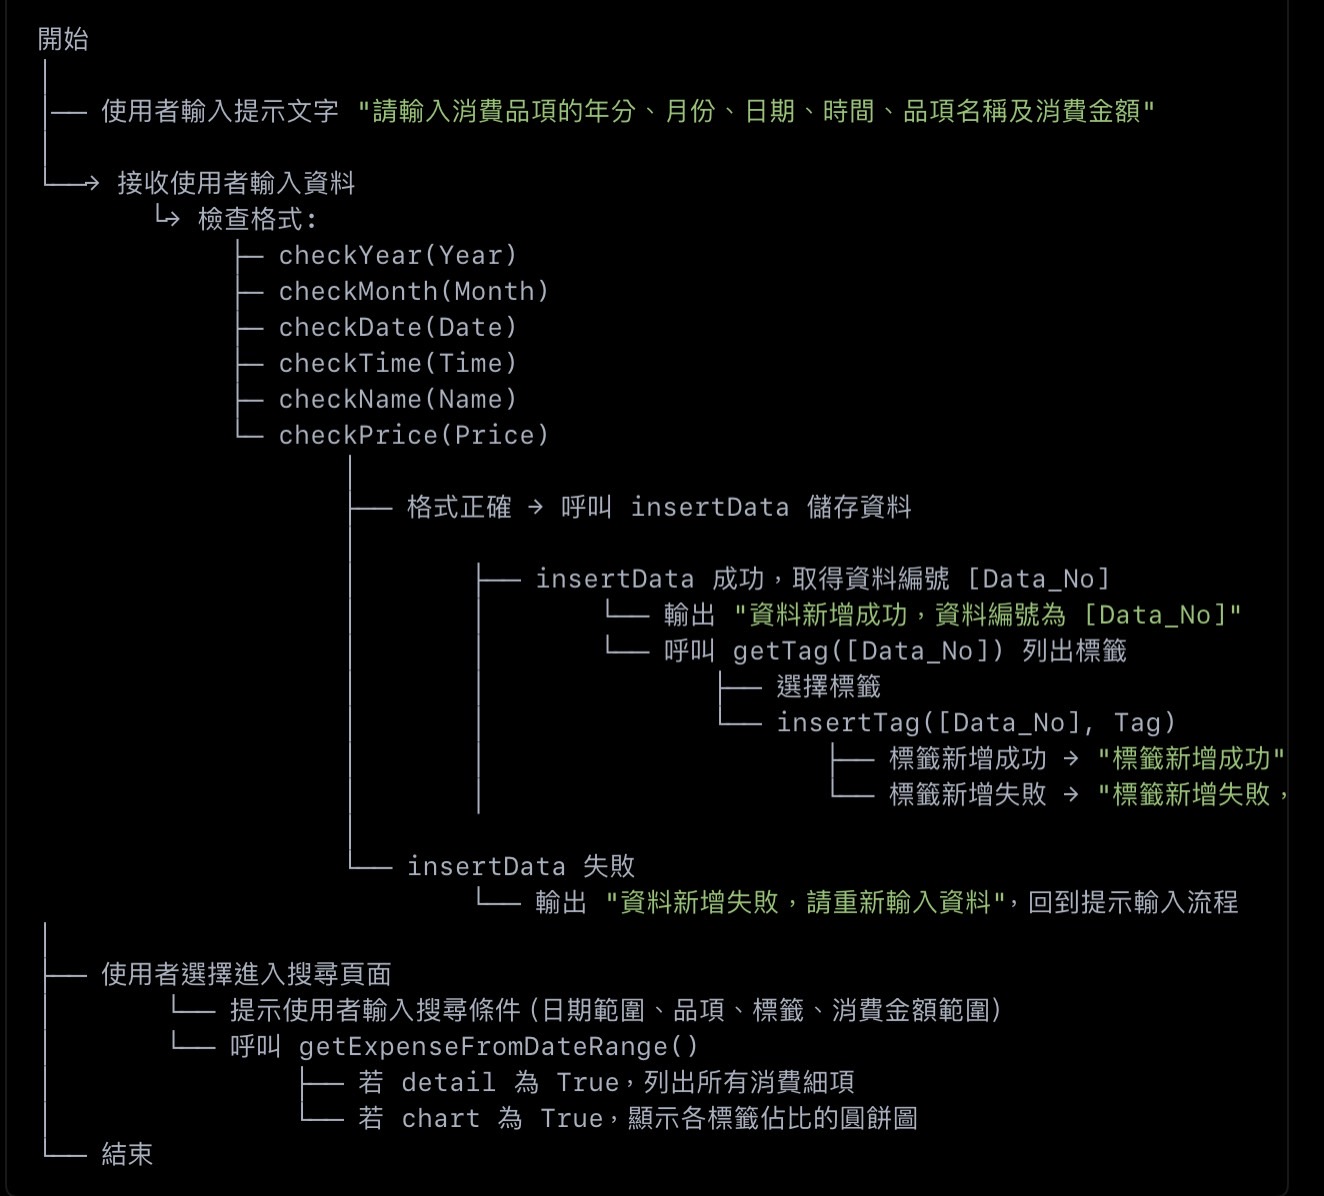 開始
使用者輸入提示文字 "請輸入消費品項的年分、月份、日期、時間、品項名稱及消費金額"
接收使用者輸入資料
檢查格式:
checkYear(Year)
checkMonth(Month)
checkDate(Date)
checkTime(Time)
checkName(Name)
checkPrice(Price)
格式正確 → 呼叫 insertData 儲存資料
insertData 成功，取得資料編號 [Data_No]
輸出 "資料新增成功，資料編號為 [Data_No]"
呼叫 getTag([Data_No]) 列出標籤
選擇標籤
insertTag([Data_No], Tag)
標籤新增成功 → "標籤新增成功"
標籤新增失敗 → "標籤新增失敗，
insertData 失敗
輸出 "資料新增失敗，請重新輸入資料"，回到提示輸入流程
使用者選擇進入搜尋頁面
提示使用者輸入搜尋條件（日期範圍、品項、標籤、消費金額範圍）
呼叫 getExpenseFromDateRange()
若 detail 為 True，列出所有消費細項
若 chart 為 True，顯示各標籤佔比的圓餅圖
結束